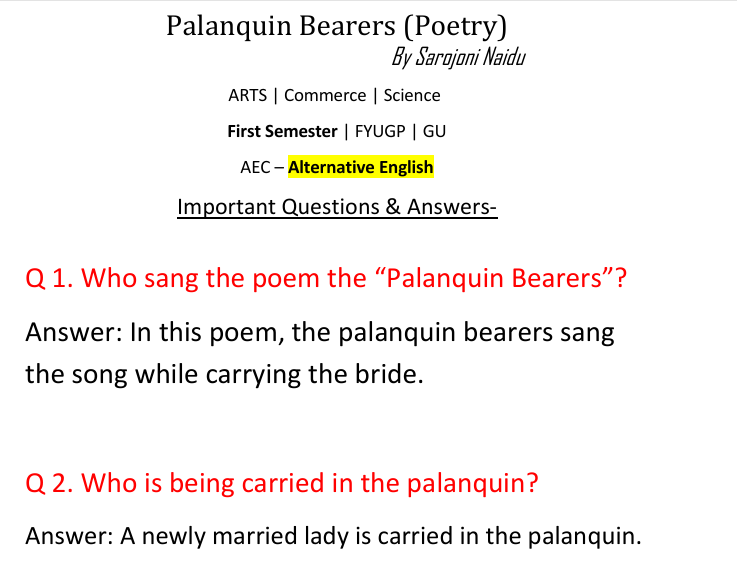 Palanquin Bearers (Poetry)
By Sarojoni Naidu
ARTS | Commerce | Science
First Semester | FYUGP | GU
AEC – Alternative English
Important Questions & Answers-
Q 1. Who sang the poem the “Palanquin Bearers”?
Answer: In this poem, the palanquin bearers sang
the song while carrying the bride.
Q 2. Who is being carried in the palanquin?
Answer: A newly married lady is carried in the palanquin.